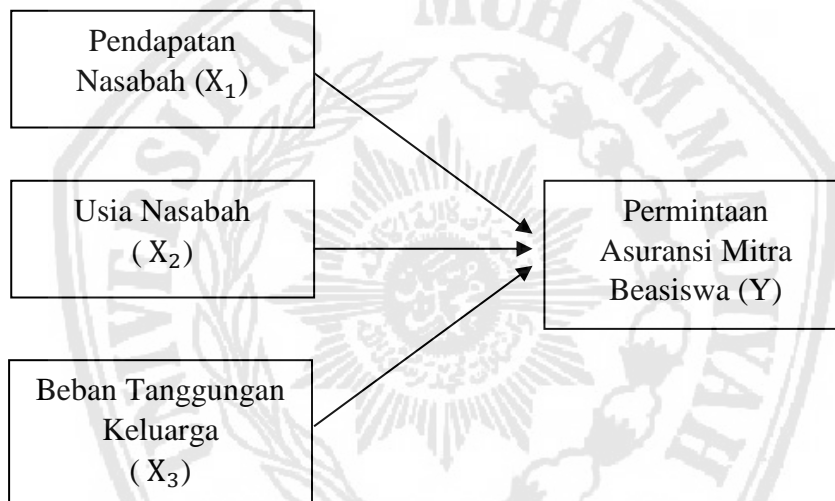 Pendapatan
Nasabah (X₁)
Usia Nasabah
( X₂)
Beban Tanggungan
Keluarga
( X₃)
Permintaan
Asuransi Mitra
Beasiswa (Y)